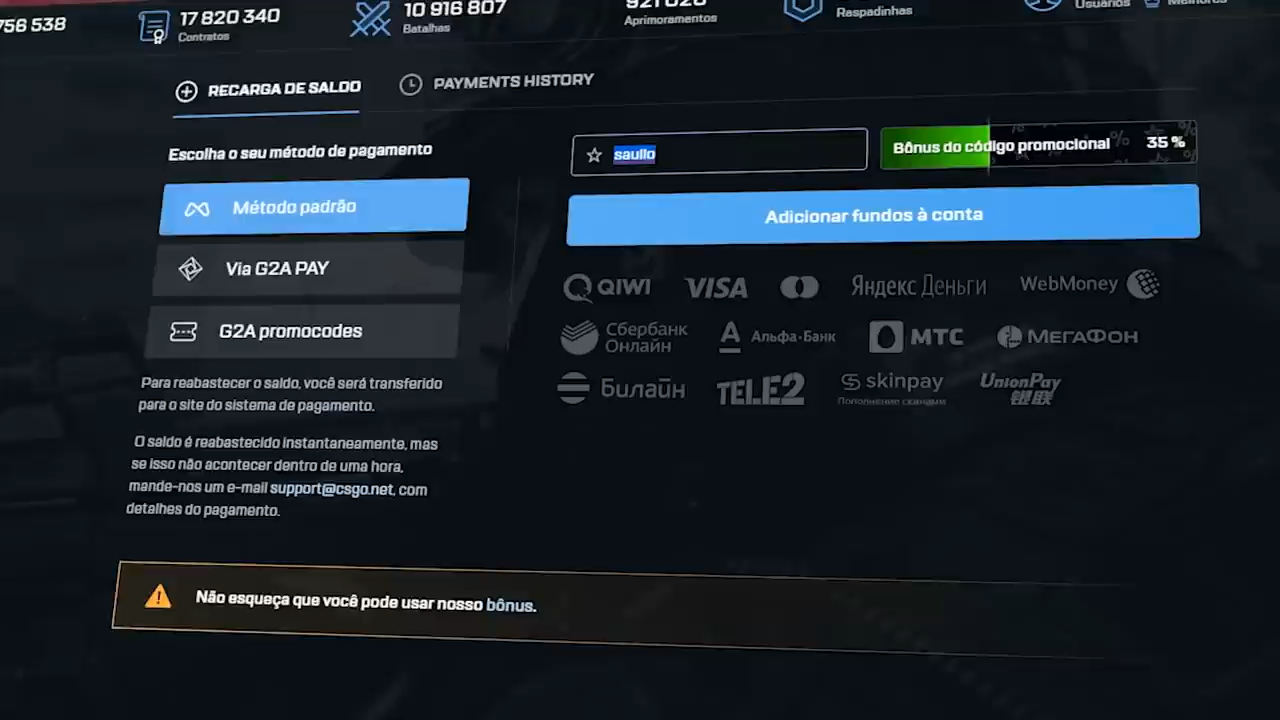 756 538
17 820 340
Contratos
10 916 807
Batalhas
921 028
Aprimoramentos
Raspadinhas
Usuários
Melhores
RECARGA DE SALDO
PAYMENTS HISTORY
Escolha o seu método de pagamento
saullo
Bônus do código promocional
35 %
Método padrão
Adicionar fundos à conta
Via G2A PAY
G2A promocodes
QIWI
VISA
Яндекс Деньги
WebMoney
Сбербанк
Онлайн
Альфа·Банк
МТС
МЕГАФОН
Билайн
TELE2
skinpay
Пополнение скинами
UnionPay
银联
Para reabastecer o saldo, você será transferido
para o site do sistema de pagamento.
O saldo é reabastecido instantaneamente, mas
se isso não acontecer dentro de uma hora,
mande-nos um e-mail support@csgo.net, com
detalhes do pagamento.
Não esqueça que você pode usar nosso bônus.